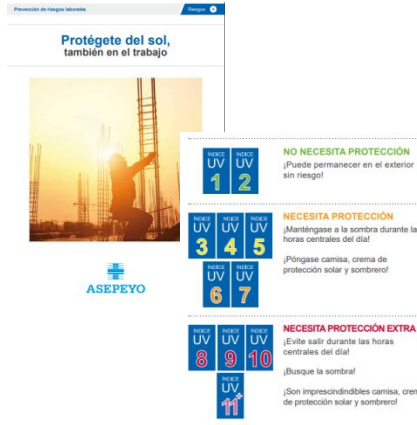 Prevención de riesgos laborales
Riesgos
Protégete del sol,
también en el trabajo
ASEPEYO
ÍNDICE ÍNDICE
UV UV
1 2
NO NECESITA PROTECCIÓN
¡Puede permanecer en el exterior
sin riesgo!
ÍNDICE ÍNDICE ÍNDICE
UV UV UV
3 4 5
ÍNDICE ÍNDICE
UV UV
6 7
NECESITA PROTECCIÓN
¡Manténgase a la sombra durante la
horas centrales del día!
¡Póngase camisa, crema de
protección solar y sombrero!
ÍNDICE ÍNDICE ÍNDICE
UV UV UV
8 9 10
ÍNDICE
UV
11+
NECESITA PROTECCIÓN EXTRA
¡Evite salir durante las horas
centrales del día!
¡Busque la sombra!
¡Son imprescindindibles camisa, crem
de protección solar y sombrero!